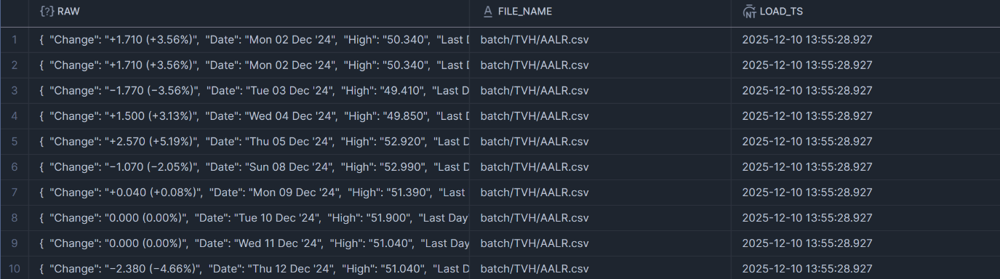 {?} RAW A FILE_NAME NT LOAD_TS
1 { "Change": "+1.710 (+3.56%)", "Date": "Mon 02 Dec '24", "High": "50.340", "Last D batch/TVH/AALR.csv 2025-12-10 13:55:28.927
2 { "Change": "+1.710 (+3.56%)", "Date": "Mon 02 Dec '24", "High": "50.340", "Last D batch/TVH/AALR.csv 2025-12-10 13:55:28.927
3 { "Change": "−1.770 (−3.56%)", "Date": "Tue 03 Dec '24", "High": "49.410", "Last D batch/TVH/AALR.csv 2025-12-10 13:55:28.927
4 { "Change": "+1.500 (+3.13%)", "Date": "Wed 04 Dec '24", "High": "49.850", "Last D batch/TVH/AALR.csv 2025-12-10 13:55:28.927
5 { "Change": "+2.570 (+5.19%)", "Date": "Thu 05 Dec '24", "High": "52.920", "Last D batch/TVH/AALR.csv 2025-12-10 13:55:28.927
6 { "Change": "−1.070 (−2.05%)", "Date": "Sun 08 Dec '24", "High": "52.990", "Last D batch/TVH/AALR.csv 2025-12-10 13:55:28.927
7 { "Change": "+0.040 (+0.08%)", "Date": "Mon 09 Dec '24", "High": "51.390", "Last batch/TVH/AALR.csv 2025-12-10 13:55:28.927
8 { "Change": "0.000 (0.00%)", "Date": "Tue 10 Dec '24", "High": "51.900", "Last Day" batch/TVH/AALR.csv 2025-12-10 13:55:28.927
9 { "Change": "0.000 (0.00%)", "Date": "Wed 11 Dec '24", "High": "51.040", "Last Day batch/TVH/AALR.csv 2025-12-10 13:55:28.927
10 { "Change": "−2.380 (−4.66%)", "Date": "Thu 12 Dec '24", "High": "51.040", "Last D batch/TVH/AALR.csv 2025-12-10 13:55:28.927